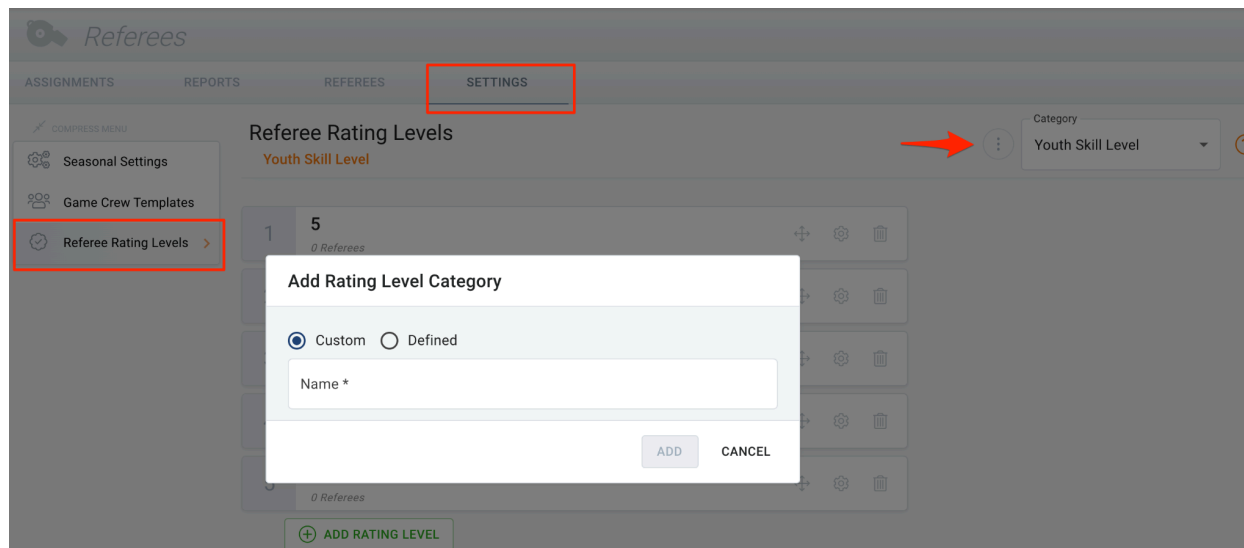 Referees
ASSIGNMENTS REPORTS REFEREES SETTINGS
COMPRESS MENU
Seasonal Settings
Game Crew Templates
Referee Rating Levels
Referee Rating Levels
Youth Skill Level
Category
Youth Skill Level
1 5
0 Referees
Add Rating Level Category
Custom Defined
Name *
ADD CANCEL
0 Referees
ADD RATING LEVEL